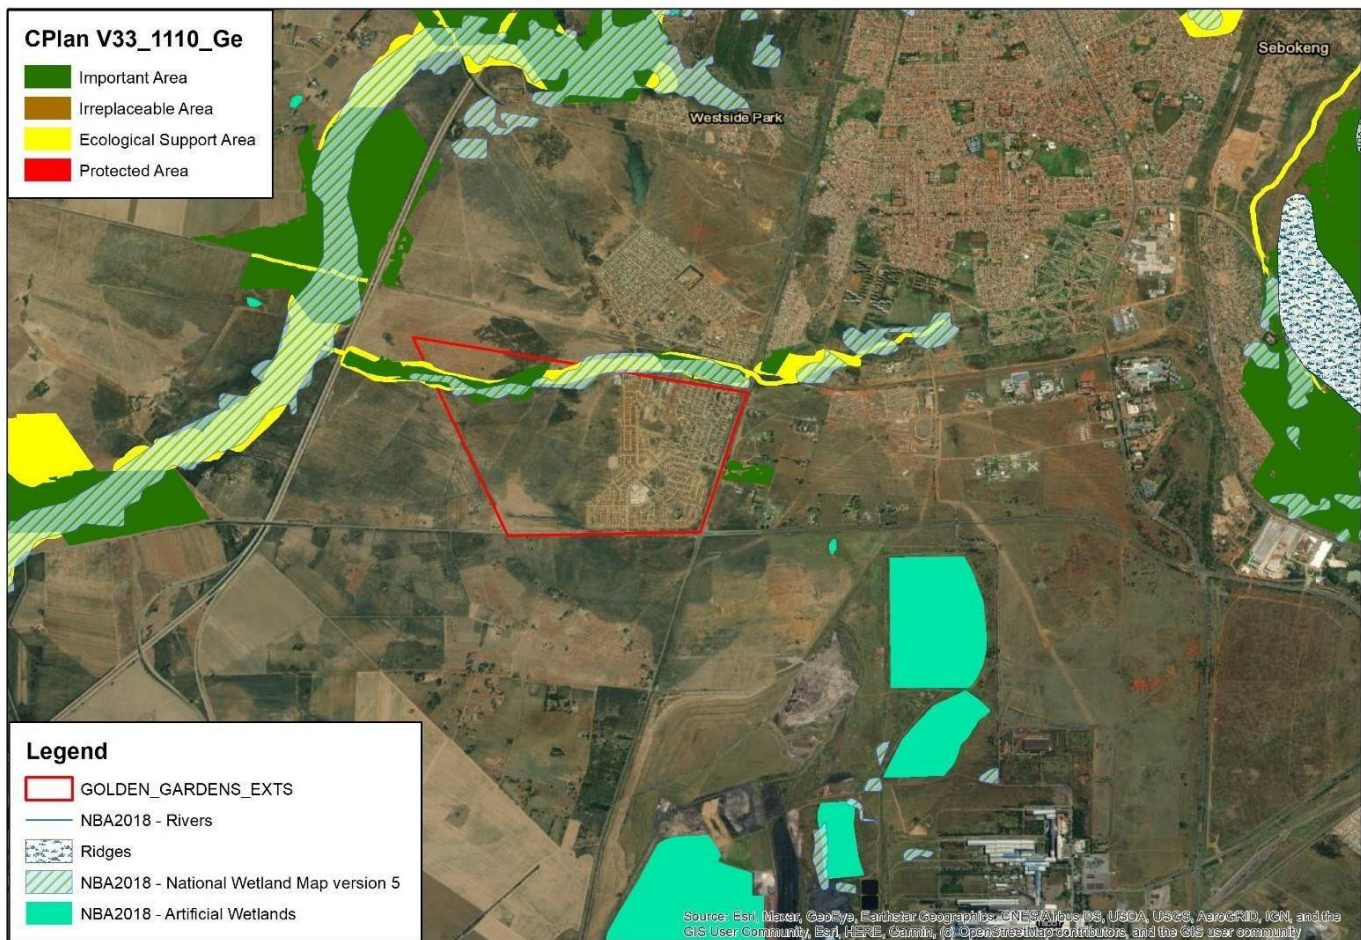 CPlan V33_1110_Ge
Important Area
Irreplaceable Area
Ecological Support Area
Protected Area
Sebokeng
Westside Park
Legend
GOLDEN_GARDENS_EXTS
NBA2018 - Rivers
Ridges
NBA2018 - National Wetland Map version 5
NBA2018 - Artificial Wetlands
Source: Esri, Maxar, GeoEye, Earthstar Geographics, CNES/Airbus DS, USDA, USGS, AeroGRID, IGN, and the
GIS User Community, Esri, HERE, Garmin, (c) OpenStreetMap contributors, and the GIS user community